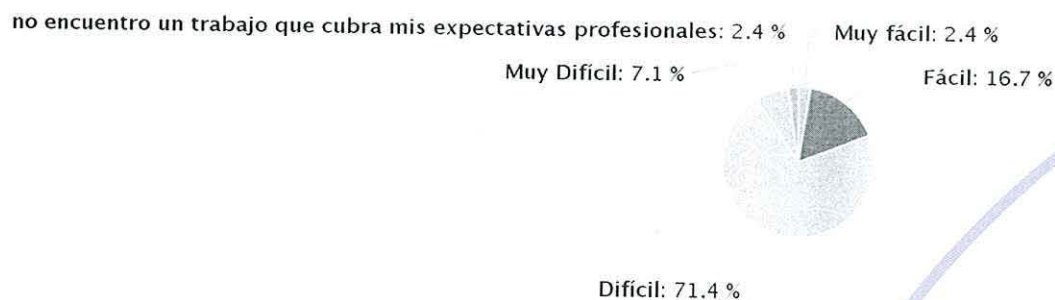 no encuentro un trabajo que cubra mis expectativas profesionales: 2.4 %
Muy fácil: 2.4 %
Muy Difícil: 7.1 %
Fácil: 16.7 %
Difícil: 71.4 %